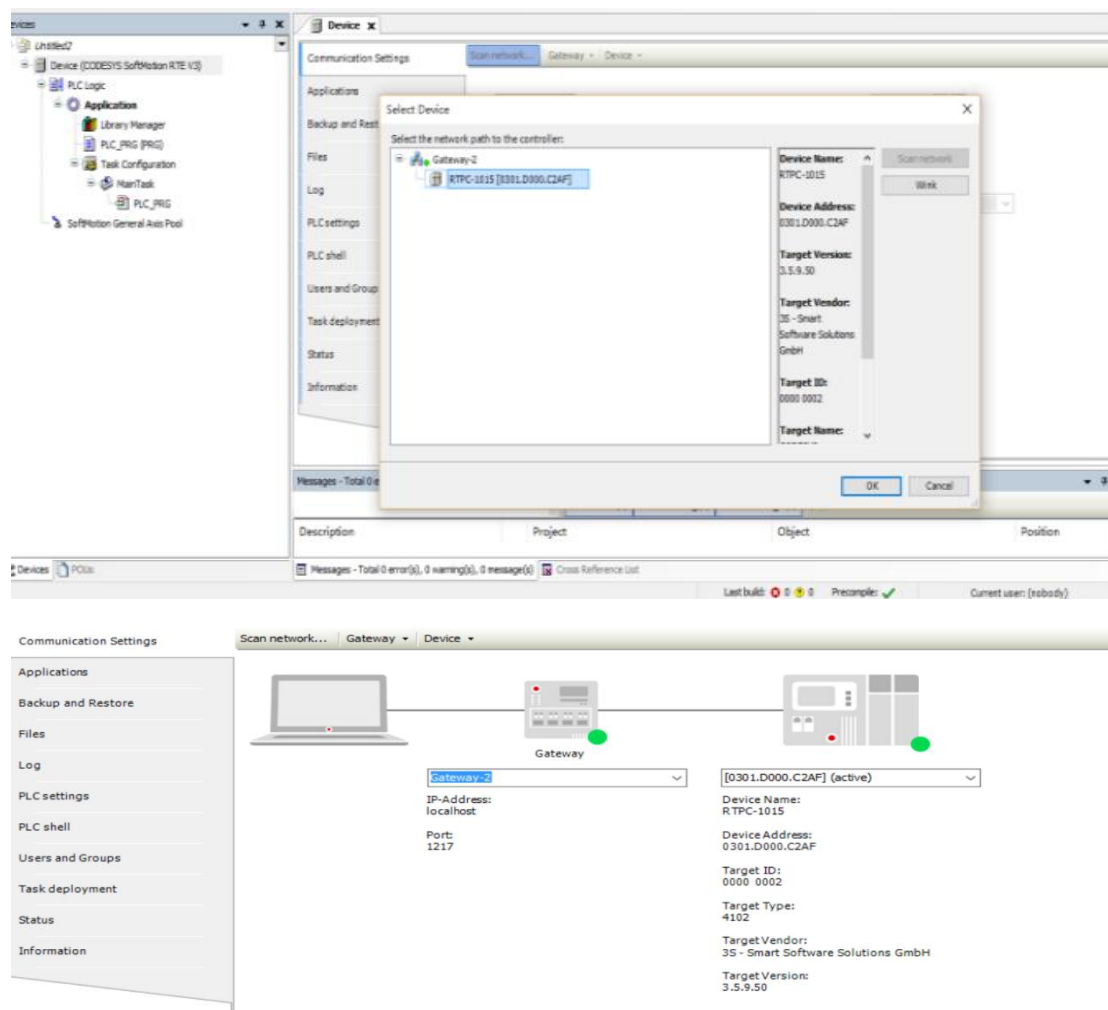 Device
Untitled2
Device (CODESYS SoftMotion RTE V3)
PLC Logic
Application
Library Manager
PLC_PRG (PRG)
Task Configuration
MainTask
PLC_PRG
SoftMotion General Axis Pool
Communication Settings
Scan network...
Gateway
Device
Applications
Backup and Rest
Files
Log
PLC settings
PLC shell
Users and Group
Task deployment
Status
Information
Select Device
Select the network path to the controller:
Gateway-2
RTPC-1015 [0301.D000.C2AF]
Device Name:
RTPC-1015
Device Address:
0301.D000.C2AF
Target Version:
3.5.9.50
Target Vendor:
3S - Smart
Software Solutions
GmbH
Target ID:
0000 0002
Target Name:
Scan network
Wink
OK
Cancel
Messages - Total 0 e
Description
Project
Object
Position
Devices
POUs
Messages - Total 0 error(s), 0 warning(s), 0 message(s)
Cross Reference List
Last build: 0 0
Precompile:
Current user: (nobody)
Communication Settings
Scan network...
Gateway
Device
Applications
Backup and Restore
Files
Log
PLC settings
PLC shell
Users and Groups
Task deployment
Status
Information
Gateway
Gateway-2
IP-Address:
localhost
Port:
1217
[0301.D000.C2AF] (active)
Device Name:
RTPC-1015
Device Address:
0301.D000.C2AF
Target ID:
0000 0002
Target Type:
4102
Target Vendor:
3S - Smart Software Solutions GmbH
Target Version:
3.5.9.50